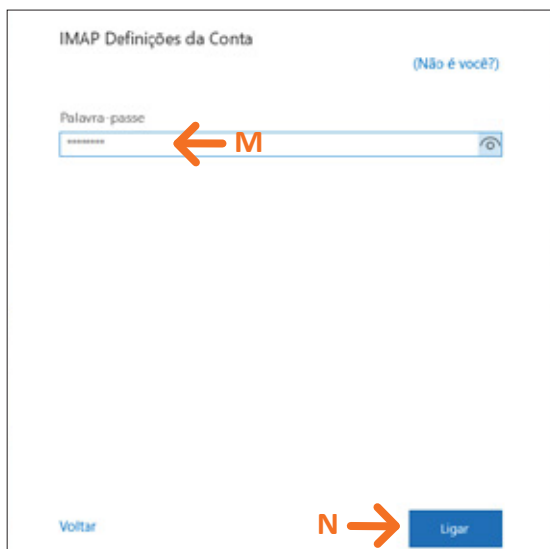 IMAP Definições da Conta
(Não é você?)
Palavra-passe
********
M
Voltar
N
Ligar